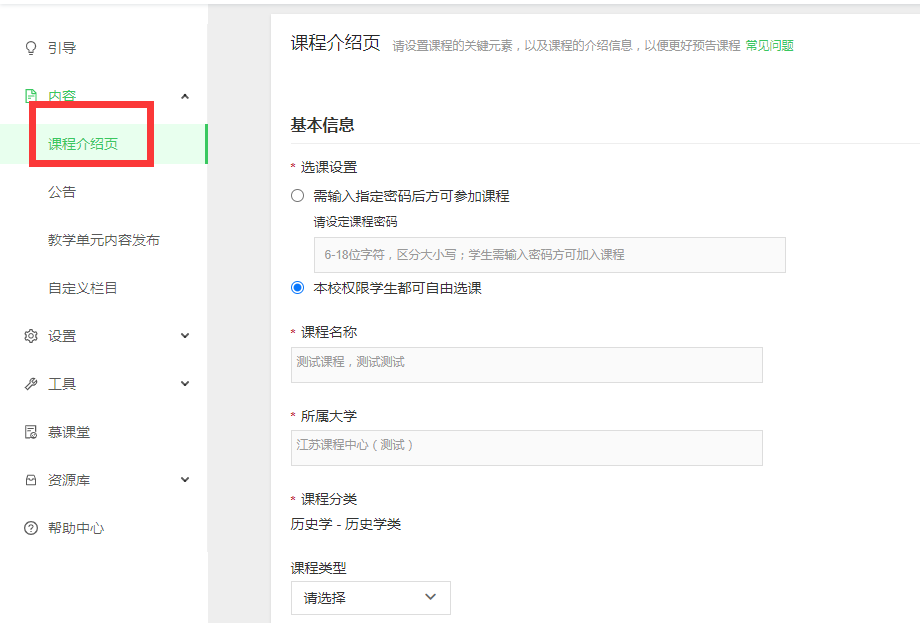 引导
内容
课程介绍页
公告
教学单元内容发布
自定义栏目
设置
工具
慕课堂
资源库
帮助中心
课程介绍页 请设置课程的关键元素，以及课程的介绍信息，以便更好预告课程 常见问题
基本信息
* 选课设置
需输入指定密码后方可参加课程
请设定课程密码
6-18位字符，区分大小写；学生需输入密码方可加入课程
本校权限学生都可自由选课
* 课程名称
测试课程，测试测试
* 所属大学
江苏课程中心（测试）
* 课程分类
历史学 - 历史学类
课程类型
请选择